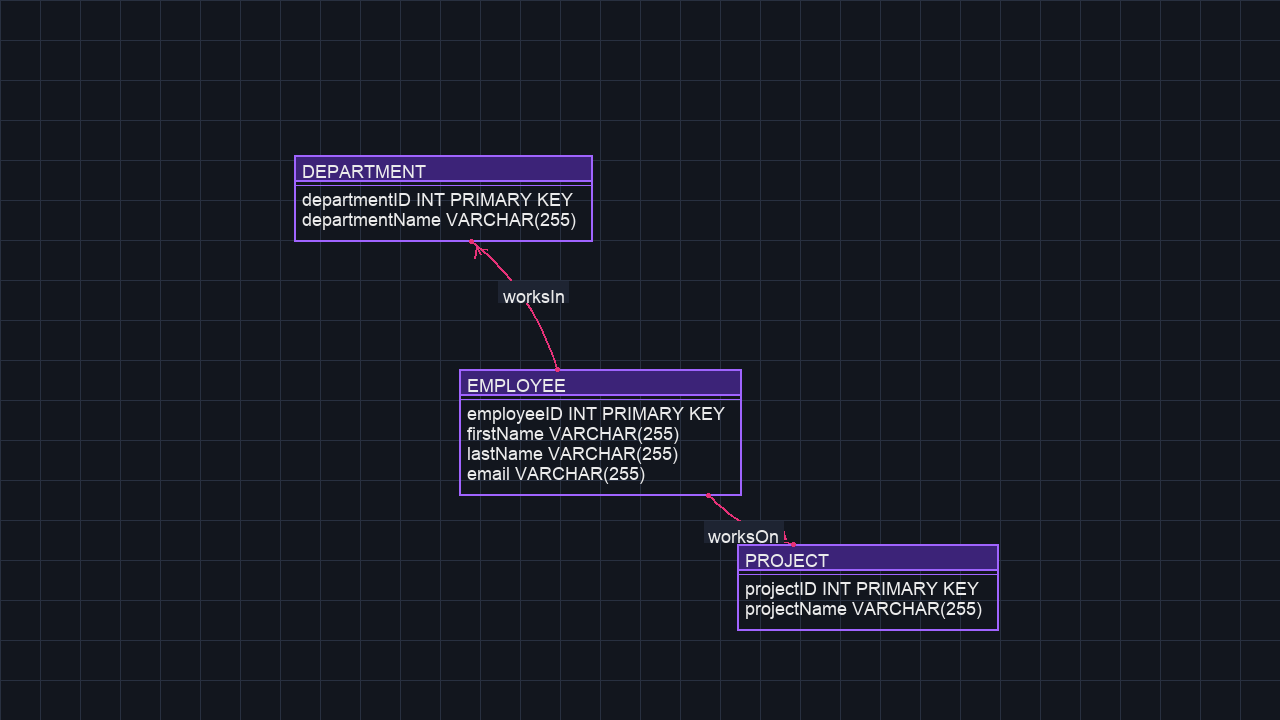 DEPARTMENT
departmentID INT PRIMARY KEY
departmentName VARCHAR(255)
worksIn
EMPLOYEE
employeeID INT PRIMARY KEY
firstName VARCHAR(255)
lastName VARCHAR(255)
email VARCHAR(255)
worksOn
PROJECT
projectID INT PRIMARY KEY
projectName VARCHAR(255)